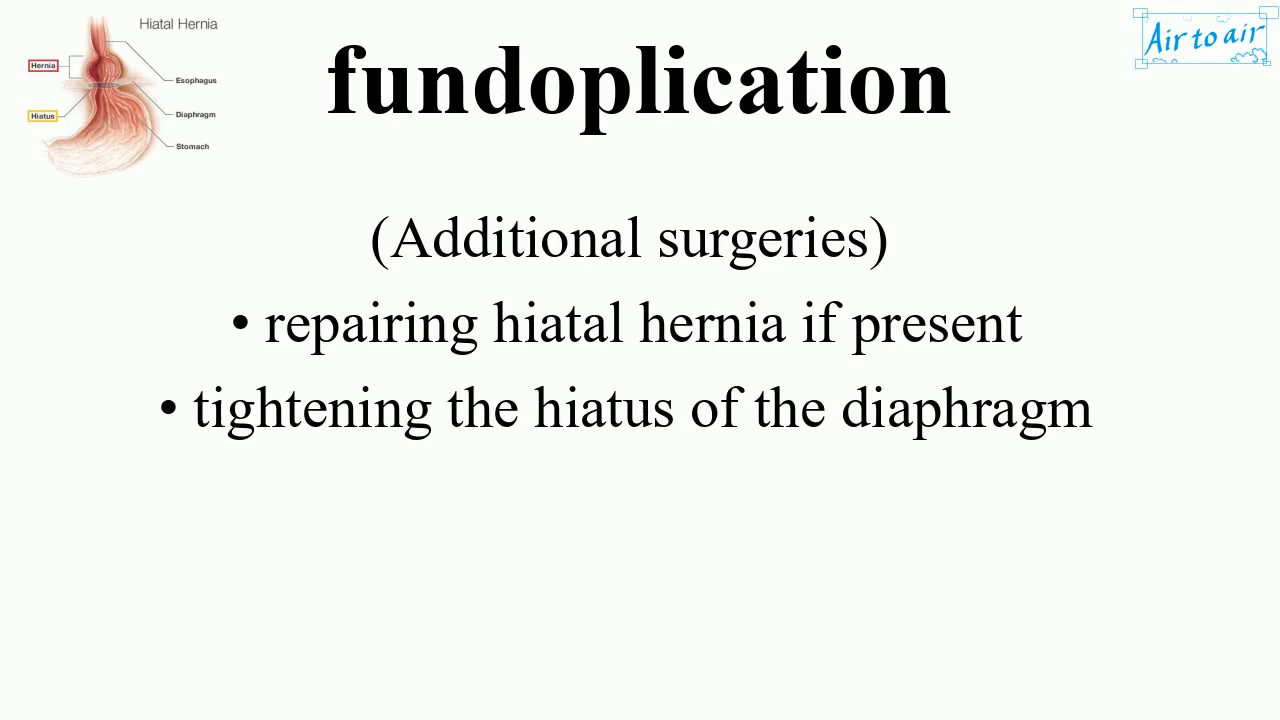 Hiatal Hernia
Hernia
Esophagus
Hiatus
Diaphragm
Stomach
fundoplication
Air to air
(Additional surgeries)
• repairing hiatal hernia if present
• tightening the hiatus of the diaphragm